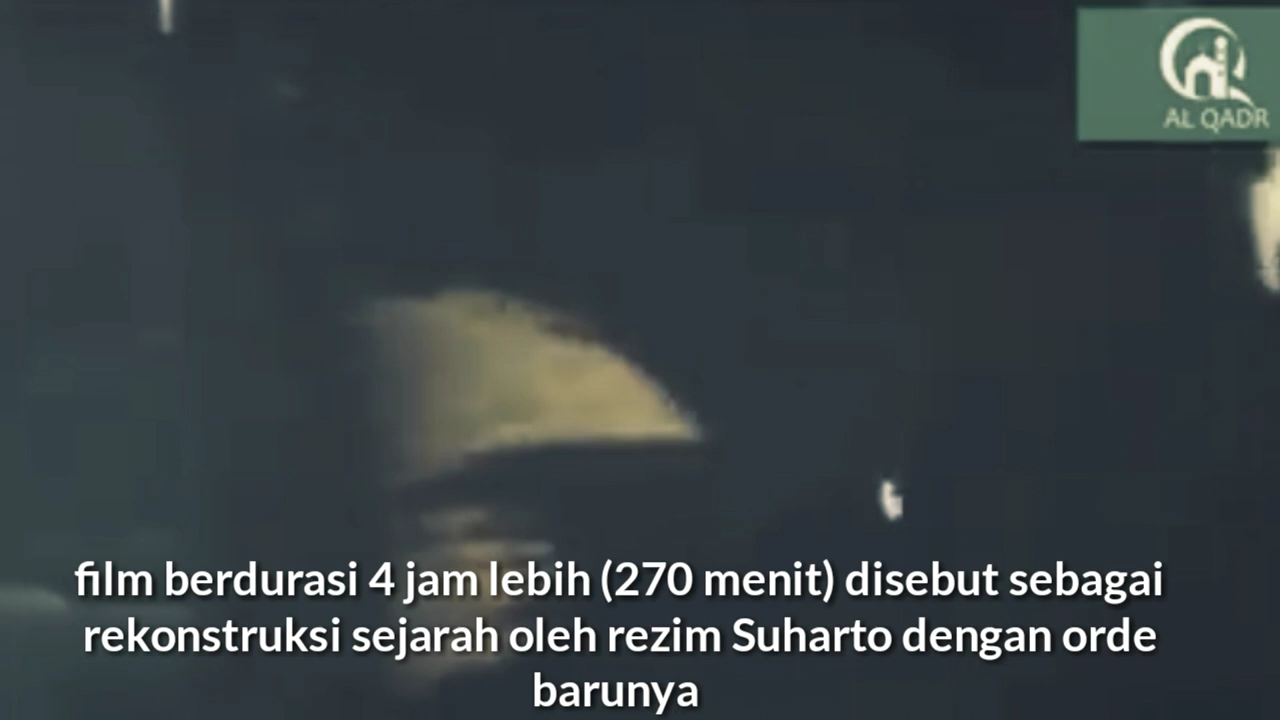 AL QADR
film berdurasi 4 jam lebih (270 menit) disebut sebagai
rekonstruksi sejarah oleh rezim Suharto dengan orde
barunya